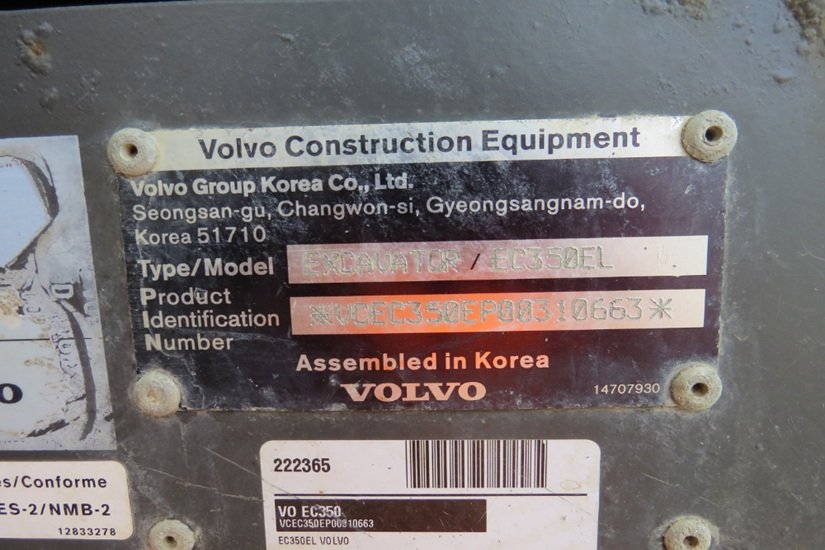 Volvo Construction Equipment
Volvo Group Korea Co., Ltd.
Seongsan-gu, Changwon-si, Gyeongsangnam-do,
Korea 51710
Type/Model EXCAVATOR / EC350EL
Product
Identification *VCEC350EP00310663*
Number
Assembled in Korea
VOLVO
14707930
es/Conforme
ES-2/NMB-2
12833278
222365
VO EC350
VCEC350EP00310663
EC350EL VOLVO